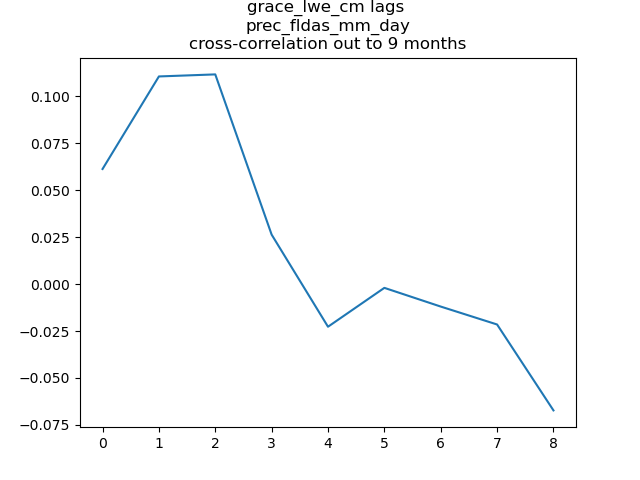 grace_lwe_cm lags
prec_fldas_mm_day
cross-correlation out to 9 months
0.100
0.075
0.050
0.025
0.000
−0.025
−0.050
−0.075
0 1 2 3 4 5 6 7 8